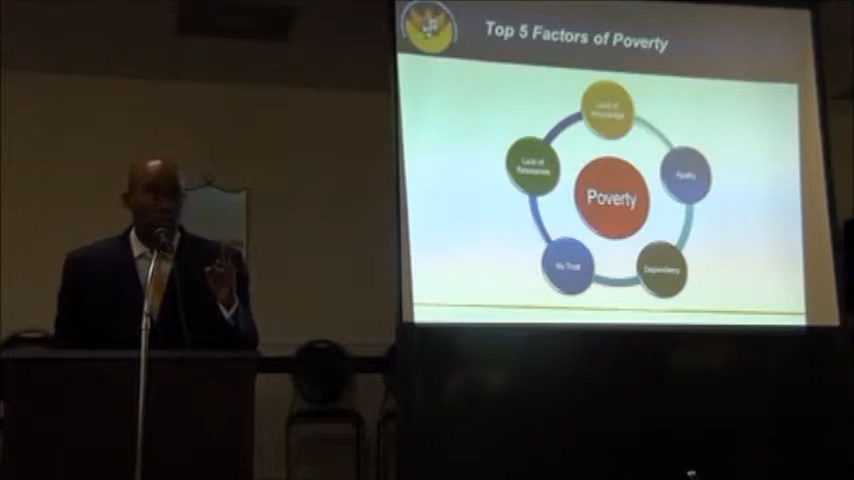 Top 5 Factors of Poverty
Lack of
Knowledge
Lack of
Resources
Apathy
Poverty
No Trust
Dependency